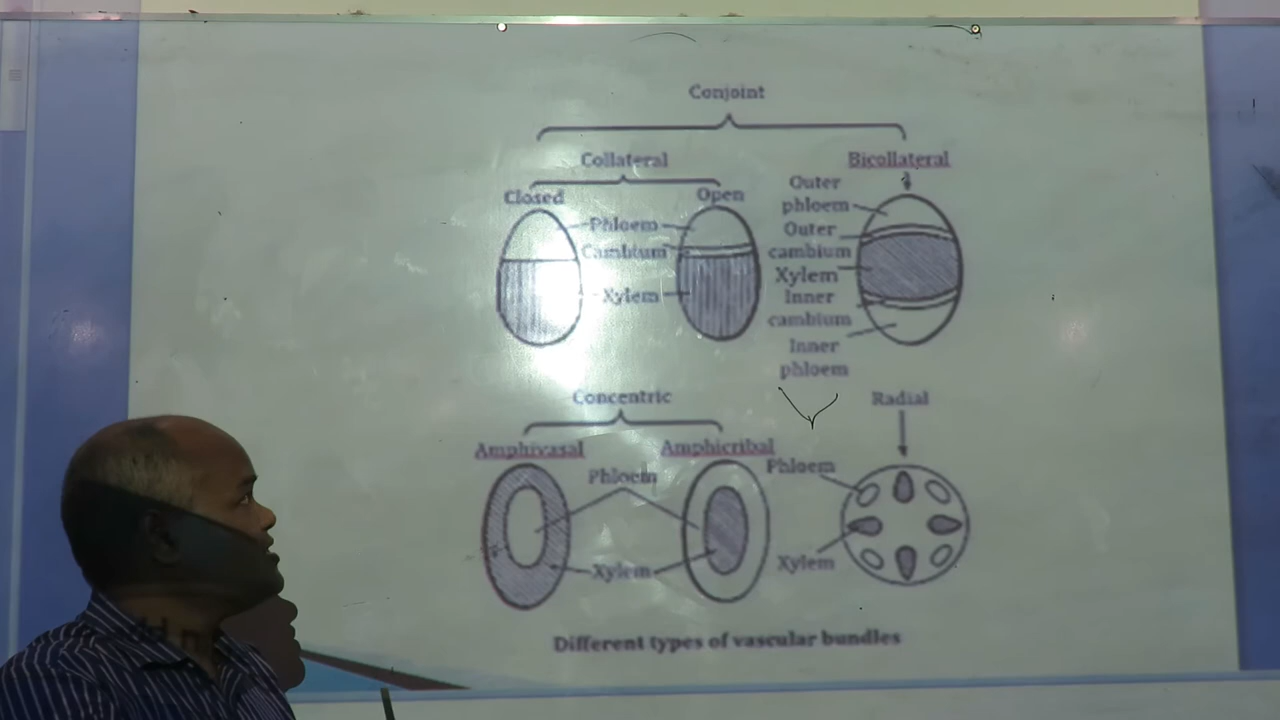 Conjoint
Collateral
Bicollateral
Closed
Open
Phloem
Cambium
Xylem
Outer
phloem
Outer
cambium
Xylem
Inner
cambium
Inner
phloem
Concentric
Radial
Amphivasal
Amphicribal
Phloem
Xylem
Phloem
Xylem
Different types of vascular bundles